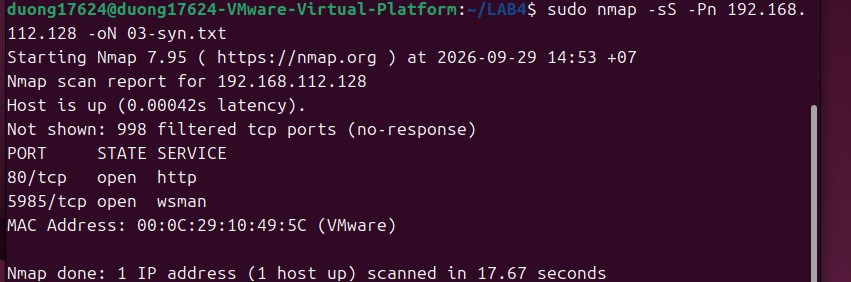 duong17624@duong17624-VMware-Virtual-Platform:~/LAB4$ sudo nmap -sS -Pn 192.168.
112.128 -oN 03-syn.txt
Starting Nmap 7.95 ( https://nmap.org ) at 2026-09-29 14:53 +07
Nmap scan report for 192.168.112.128
Host is up (0.00042s latency).
Not shown: 998 filtered tcp ports (no-response)
PORT     STATE SERVICE
80/tcp   open  http
5985/tcp open  wsman
MAC Address: 00:0C:29:10:49:5C (VMware)

Nmap done: 1 IP address (1 host up) scanned in 17.67 seconds